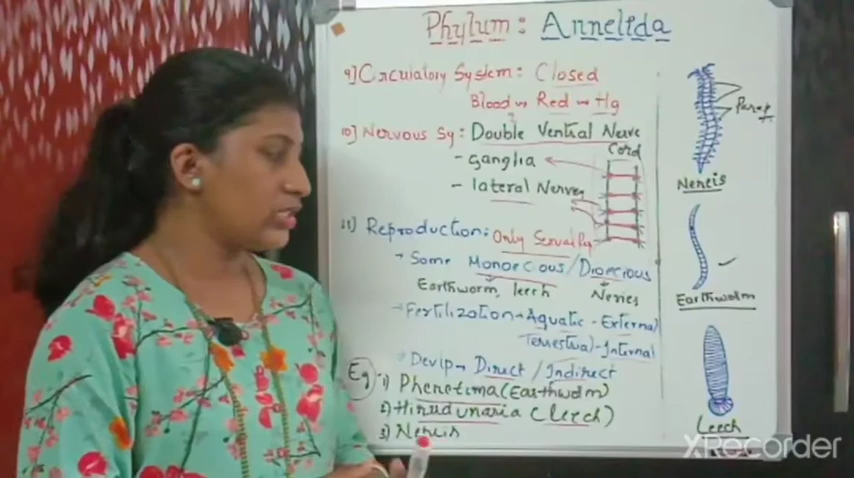 Phylum: Annelida
9] Circulatory System: Closed
Blood → Red → Hg
10] Nervous Sy: Double Ventral Nerve
Cord
- ganglia
- lateral Nerves
11] Reproduction: Only Sexually
- Some Monoecious/Dioecious
Earthworm, leech Nereis
- Fertilization → Aquatic - External
Terrestrial - Internal
Devlp → Direct / Indirect
Eg 1) Pheretima (Earthworm)
2) Hirudunaria (leech)
3) Nereis
Parap
Nereis
Earthworm
Leech
XRecorder